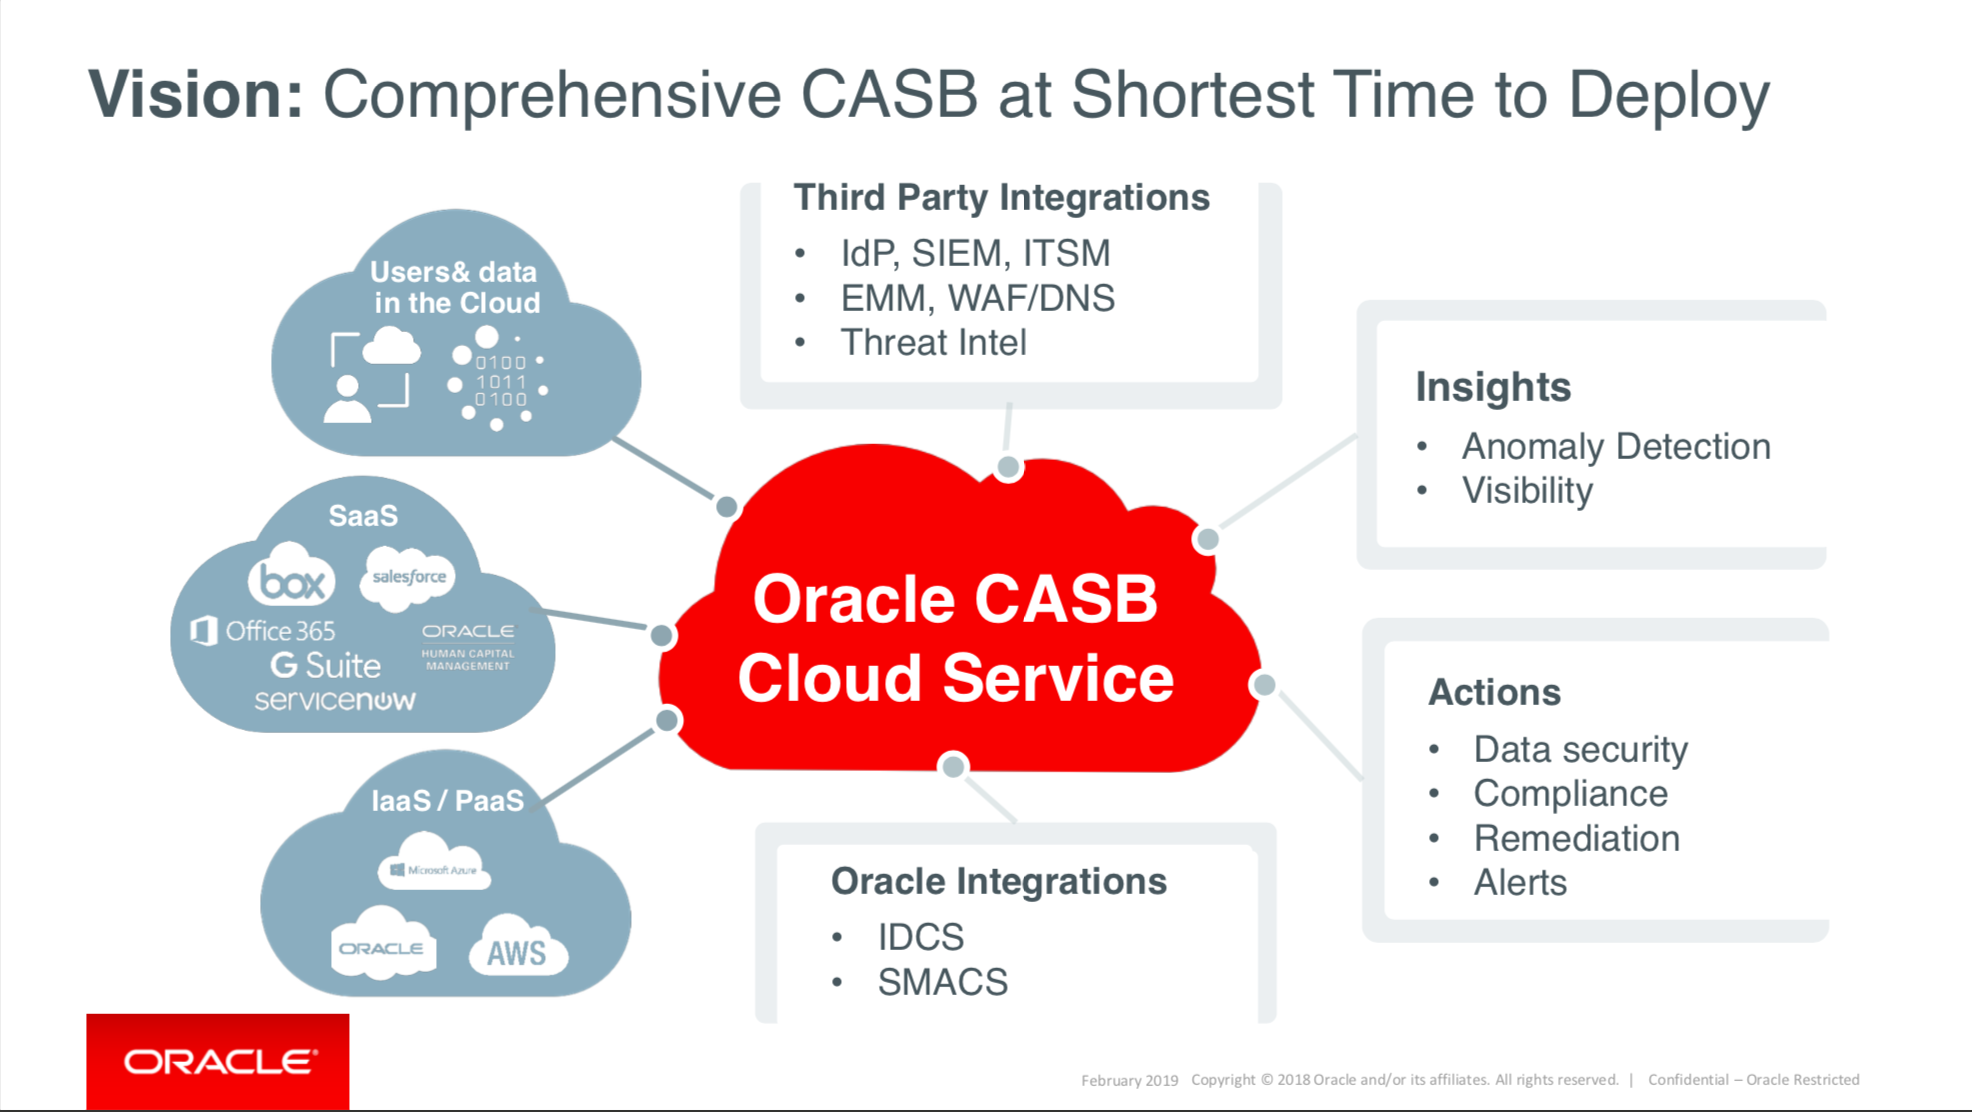 Vision: Comprehensive CASB at Shortest Time to Deploy
Users& data
in the Cloud
0100
1011
0100
SaaS
box
salesforce
Office 365
ORACLE
HUMAN CAPITAL
MANAGEMENT
G Suite
servicenow
IaaS / PaaS
Microsoft Azure
ORACLE
AWS
Third Party Integrations
• IdP, SIEM, ITSM
• EMM, WAF/DNS
• Threat Intel
Oracle CASB
Cloud Service
Oracle Integrations
• IDCS
• SMACS
Insights
• Anomaly Detection
• Visibility
Actions
• Data security
• Compliance
• Remediation
• Alerts
ORACLE®
February 2019 Copyright © 2018 Oracle and/or its affiliates. All rights reserved. | Confidential – Oracle Restricted